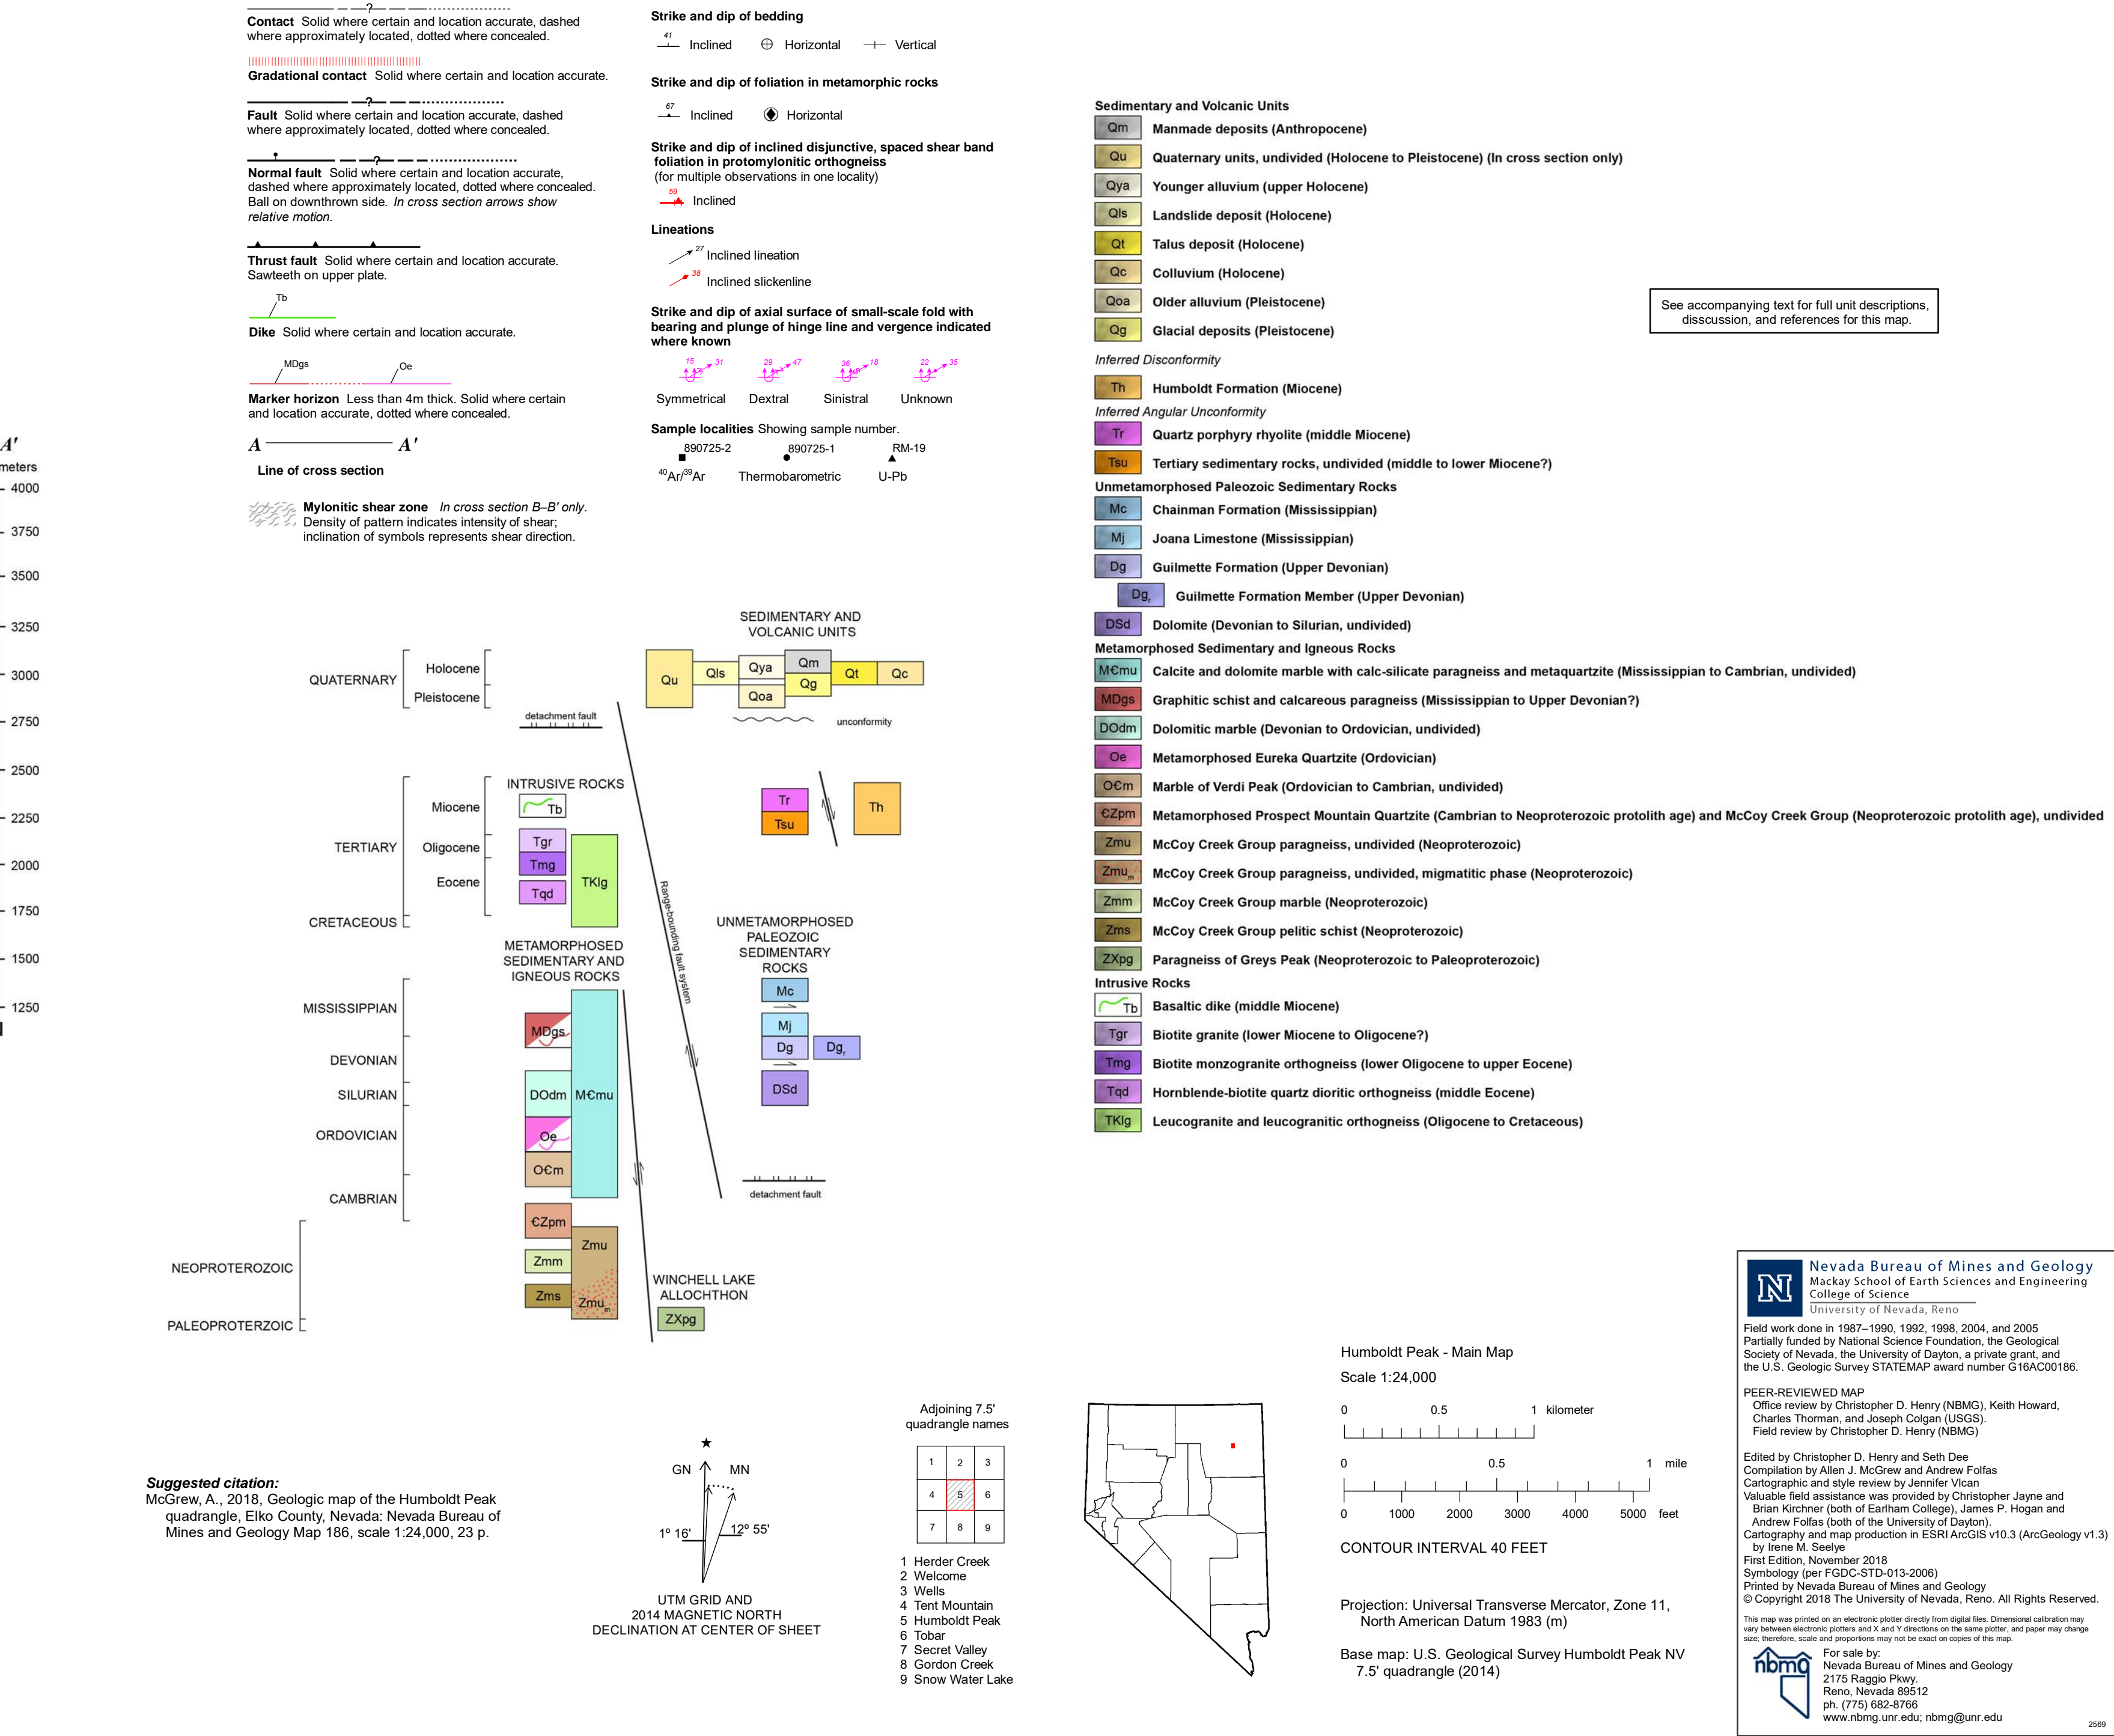 ?
Contact Solid where certain and location accurate, dashed
where approximately located, dotted where concealed.
Gradational contact Solid where certain and location accurate.
?
Fault Solid where certain and location accurate, dashed
where approximately located, dotted where concealed.
?
Normal fault Solid where certain and location accurate,
dashed where approximately located, dotted where concealed.
Ball on downthrown side. In cross section arrows show
relative motion.
Thrust fault Solid where certain and location accurate.
Sawteeth on upper plate.
Tb
Dike Solid where certain and location accurate.
MDgs Oe
Marker horizon Less than 4m thick. Solid where certain
and location accurate, dotted where concealed.
A A'
Line of cross section
Mylonitic shear zone In cross section B–B' only.
Density of pattern indicates intensity of shear;
inclination of symbols represents shear direction.
A'
meters
4000
3750
3500
3250
3000
2750
2500
2250
2000
1750
1500
1250
Strike and dip of bedding
41 Inclined Horizontal Vertical
Strike and dip of foliation in metamorphic rocks
67 Inclined Horizontal
Strike and dip of inclined disjunctive, spaced shear band
foliation in protomylonitic orthogneiss
(for multiple observations in one locality)
59 Inclined
Lineations
27 Inclined lineation
38 Inclined slickenline
Strike and dip of axial surface of small-scale fold with
bearing and plunge of hinge line and vergence indicated
where known
15 31 29 47 36 18 22 35
Symmetrical Dextral Sinistral Unknown
Sample localities Showing sample number.
890725-2 890725-1 RM-19
40Ar/39Ar Thermobarometric U-Pb
Sedimentary and Volcanic Units
Qm Manmade deposits (Anthropocene)
Qu Quaternary units, undivided (Holocene to Pleistocene) (In cross section only)
Qya Younger alluvium (upper Holocene)
Qls Landslide deposit (Holocene)
Qt Talus deposit (Holocene)
Qc Colluvium (Holocene)
Qoa Older alluvium (Pleistocene)
Qg Glacial deposits (Pleistocene)
Inferred Disconformity
Th Humboldt Formation (Miocene)
Inferred Angular Unconformity
Tr Quartz porphyry rhyolite (middle Miocene)
Tsu Tertiary sedimentary rocks, undivided (middle to lower Miocene?)
Unmetamorphosed Paleozoic Sedimentary Rocks
Mc Chainman Formation (Mississippian)
Mj Joana Limestone (Mississippian)
Dg Guilmette Formation (Upper Devonian)
Dgr Guilmette Formation Member (Upper Devonian)
DSd Dolomite (Devonian to Silurian, undivided)
Metamorphosed Sedimentary and Igneous Rocks
M€mu Calcite and dolomite marble with calc-silicate paragneiss and metaquartzite (Mississippian to Cambrian, undivided)
MDgs Graphitic schist and calcareous paragneiss (Mississippian to Upper Devonian?)
DOdm Dolomitic marble (Devonian to Ordovician, undivided)
Oe Metamorphosed Eureka Quartzite (Ordovician)
O€m Marble of Verdi Peak (Ordovician to Cambrian, undivided)
€Zpm Metamorphosed Prospect Mountain Quartzite (Cambrian to Neoproterozoic protolith age) and McCoy Creek Group (Neoproterozoic protolith age), undivided
Zmu McCoy Creek Group paragneiss, undivided (Neoproterozoic)
Zmum McCoy Creek Group paragneiss, undivided, migmatitic phase (Neoproterozoic)
Zmm McCoy Creek Group marble (Neoproterozoic)
Zms McCoy Creek Group pelitic schist (Neoproterozoic)
ZXpg Paragneiss of Greys Peak (Neoproterozoic to Paleoproterozoic)
Intrusive Rocks
Tb Basaltic dike (middle Miocene)
Tgr Biotite granite (lower Miocene to Oligocene?)
Tmg Biotite monzogranite orthogneiss (lower Oligocene to upper Eocene)
Tqd Hornblende-biotite quartz dioritic orthogneiss (middle Eocene)
TKlg Leucogranite and leucogranitic orthogneiss (Oligocene to Cretaceous)
See accompanying text for full unit descriptions,
disscussion, and references for this map.
SEDIMENTARY AND
VOLCANIC UNITS
QUATERNARY
Holocene
Pleistocene
Qu Qls Qya Qm Qt Qc
Qoa Qg
detachment fault
unconformity
INTRUSIVE ROCKS
TERTIARY
Miocene
Oligocene
Eocene
CRETACEOUS
Tb
Tgr
Tmg
Tqd
TKlg
Tr
Tsu
Th
Range-bounding fault system
METAMORPHOSED
SEDIMENTARY AND
IGNEOUS ROCKS
UNMETAMORPHOSED
PALEOZOIC
SEDIMENTARY
ROCKS
MISSISSIPPIAN
DEVONIAN
SILURIAN
ORDOVICIAN
CAMBRIAN
NEOPROTEROZOIC
PALEOPROTERZOIC
MDgs
DOdm M€mu
Oe
O€m
€Zpm
Zmu
Zmm
Zms
Zmum
Mc
Mj
Dg Dgr
DSd
detachment fault
WINCHELL LAKE
ALLOCHTHON
ZXpg
Suggested citation:
McGrew, A., 2018, Geologic map of the Humboldt Peak
quadrangle, Elko County, Nevada: Nevada Bureau of
Mines and Geology Map 186, scale 1:24,000, 23 p.
GN MN
1º 16' 12º 55'
UTM GRID AND
2014 MAGNETIC NORTH
DECLINATION AT CENTER OF SHEET
Adjoining 7.5'
quadrangle names
1 2 3
4 5 6
7 8 9
1 Herder Creek
2 Welcome
3 Wells
4 Tent Mountain
5 Humboldt Peak
6 Tobar
7 Secret Valley
8 Gordon Creek
9 Snow Water Lake
Humboldt Peak - Main Map
Scale 1:24,000
0 0.5 1 kilometer
0 0.5 1 mile
0 1000 2000 3000 4000 5000 feet
CONTOUR INTERVAL 40 FEET
Projection: Universal Transverse Mercator, Zone 11,
North American Datum 1983 (m)
Base map: U.S. Geological Survey Humboldt Peak NV
7.5' quadrangle (2014)
N
Nevada Bureau of Mines and Geology
Mackay School of Earth Sciences and Engineering
College of Science
University of Nevada, Reno
Field work done in 1987–1990, 1992, 1998, 2004, and 2005
Partially funded by National Science Foundation, the Geological
Society of Nevada, the University of Dayton, a private grant, and
the U.S. Geologic Survey STATEMAP award number G16AC00186.
PEER-REVIEWED MAP
Office review by Christopher D. Henry (NBMG), Keith Howard,
Charles Thorman, and Joseph Colgan (USGS).
Field review by Christopher D. Henry (NBMG)
Edited by Christopher D. Henry and Seth Dee
Compilation by Allen J. McGrew and Andrew Folfas
Cartographic and style review by Jennifer Vlcan
Valuable field assistance was provided by Christopher Jayne and
Brian Kirchner (both of Earlham College), James P. Hogan and
Andrew Folfas (both of the University of Dayton).
Cartography and map production in ESRI ArcGIS v10.3 (ArcGeology v1.3)
by Irene M. Seelye
First Edition, November 2018
Symbology (per FGDC-STD-013-2006)
Printed by Nevada Bureau of Mines and Geology
© Copyright 2018 The University of Nevada, Reno. All Rights Reserved.
This map was printed on an electronic plotter directly from digital files. Dimensional calibration may
vary between electronic plotters and X and Y directions on the same plotter, and paper may change
size; therefore, scale and proportions may not be exact on copies of this map.
nbmg
For sale by:
Nevada Bureau of Mines and Geology
2175 Raggio Pkwy.
Reno, Nevada 89512
ph. (775) 682-8766
www.nbmg.unr.edu; nbmg@unr.edu
2569